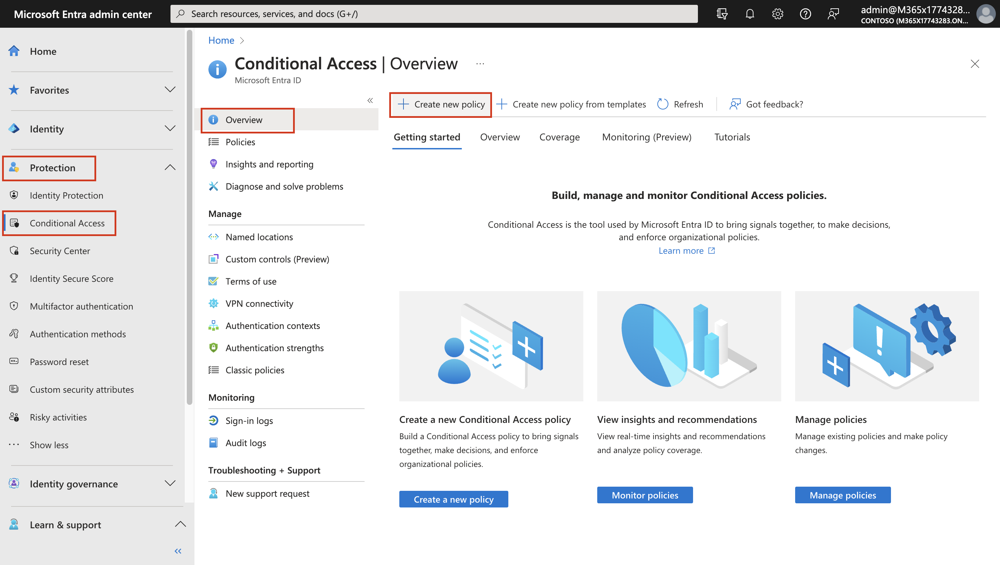 Microsoft Entra admin center
Search resources, services, and docs (G+/)
admin@M365x1774328...
CONTOSO (M365X17743283.ON...
Home
Favorites
Identity
Protection
Identity Protection
Conditional Access
Security Center
Identity Secure Score
Multifactor authentication
Authentication methods
Password reset
Custom security attributes
Risky activities
Show less
Identity governance
Learn & support
Home
Conditional Access | Overview
Microsoft Entra ID
Overview
Policies
Insights and reporting
Diagnose and solve problems
Manage
Named locations
Custom controls (Preview)
Terms of use
VPN connectivity
Authentication contexts
Authentication strengths
Classic policies
Monitoring
Sign-in logs
Audit logs
Troubleshooting + Support
New support request
Create new policy
Create new policy from templates
Refresh
Got feedback?
Getting started
Overview
Coverage
Monitoring (Preview)
Tutorials
Build, manage and monitor Conditional Access policies.
Conditional Access is the tool used by Microsoft Entra ID to bring signals together, to make decisions,
and enforce organizational policies.
Learn more
Create a new Conditional Access policy
Build a Conditional Access policy to bring signals
together, make decisions, and enforce
organizational policies.
Create a new policy
View insights and recommendations
View real-time insights and recommendations
and analyze policy coverage.
Monitor policies
Manage policies
Manage existing policies and make policy
changes.
Manage policies